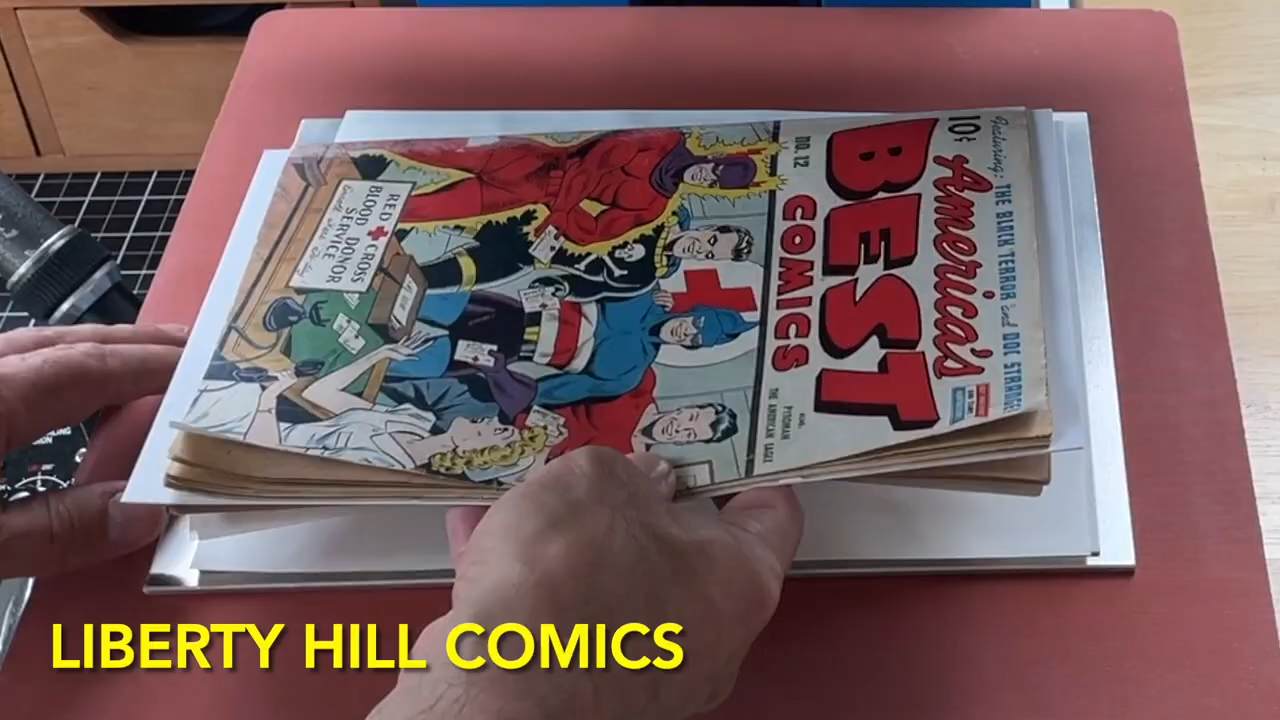 10¢
Featuring: THE BLACK TERROR and DOC STRANGE
America's
BEST
COMICS
NO. 12
ALSO:
PYROMAN
THE AMERICAN EAGLE
RED CROSS
BLOOD DONOR
SERVICE
LIBERTY HILL COMICS